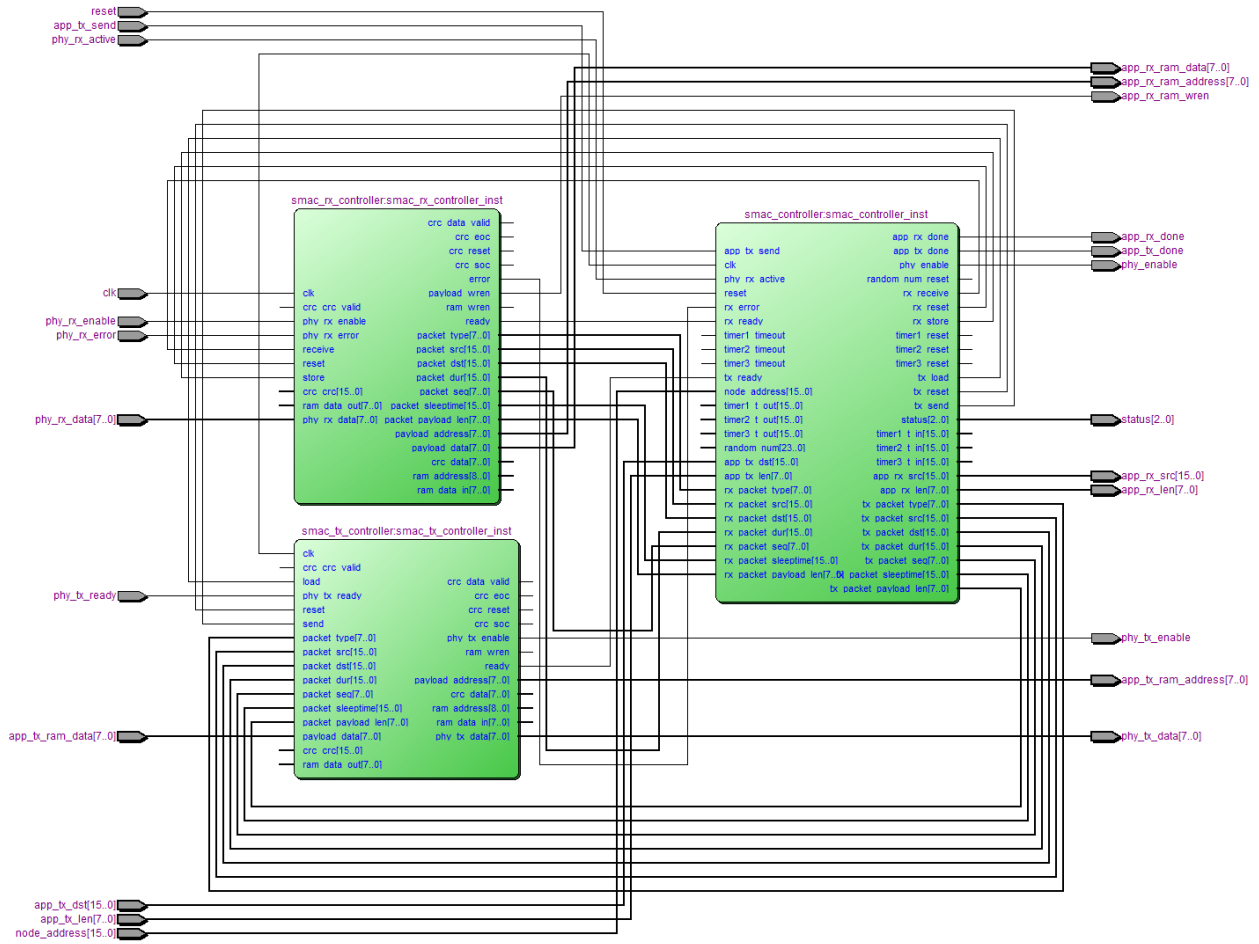 reset
app_tx_send
phy_rx_active
app_rx_ram_data[7..0]
app_rx_ram_address[7..0]
app_rx_ram_wren
smac_rx_controller:smac_rx_controller_inst
crc data valid
crc eoc
crc reset
crc soc
error
clk
payload wren
crc crc valid
ram wren
phy rx enable
ready
phy rx error
packet type[7..0]
receive
packet src[15..0]
reset
packet dst[15..0]
store
packet dur[15..0]
crc crc[15..0]
packet seq[7..0]
ram data out[7..0]
packet sleeptime[15..0]
phy rx data[7..0]
packet payload len[7..0]
payload address[7..0]
payload data[7..0]
crc data[7..0]
ram address[8..0]
ram data in[7..0]
clk
phy_rx_enable
phy_rx_error
phy_rx_data[7..0]
smac_controller:smac_controller_inst
app rx done
app tx send
app tx done
clk
phy enable
phy rx active
random num reset
reset
rx receive
rx error
rx reset
rx ready
rx store
timer1 timeout
timer1 reset
timer2 timeout
timer2 reset
timer3 timeout
timer3 reset
tx ready
tx load
node address[15..0]
tx reset
timer1 t out[15..0]
tx send
timer2 t out[15..0]
status[2..0]
timer3 t out[15..0]
timer1 t in[15..0]
random num[23..0]
timer2 t in[15..0]
app tx dst[15..0]
timer3 t in[15..0]
app tx len[7..0]
app rx src[15..0]
rx packet type[7..0]
app rx len[7..0]
rx packet src[15..0]
tx packet type[7..0]
rx packet dst[15..0]
tx packet src[15..0]
rx packet dur[15..0]
tx packet dst[15..0]
rx packet seq[7..0]
tx packet dur[15..0]
rx packet sleeptime[15..0]
tx packet seq[7..0]
rx packet payload len[7..0]
tx packet sleeptime[15..0]
tx packet payload len[7..0]
app_rx_done
app_tx_done
phy_enable
status[2..0]
app_rx_src[15..0]
app_rx_len[7..0]
smac_tx_controller:smac_tx_controller_inst
clk
crc crc valid
load
crc data valid
phy tx ready
crc eoc
reset
crc reset
send
crc soc
packet type[7..0]
phy tx enable
packet src[15..0]
ram wren
packet dst[15..0]
ready
packet dur[15..0]
payload address[7..0]
packet seq[7..0]
crc data[7..0]
packet sleeptime[15..0]
ram address[8..0]
packet payload len[7..0]
ram data in[7..0]
payload data[7..0]
phy tx data[7..0]
crc crc[15..0]
ram data out[7..0]
phy_tx_ready
app_tx_ram_data[7..0]
phy_tx_enable
app_tx_ram_address[7..0]
phy_tx_data[7..0]
app_tx_dst[15..0]
app_tx_len[7..0]
node_address[15..0]